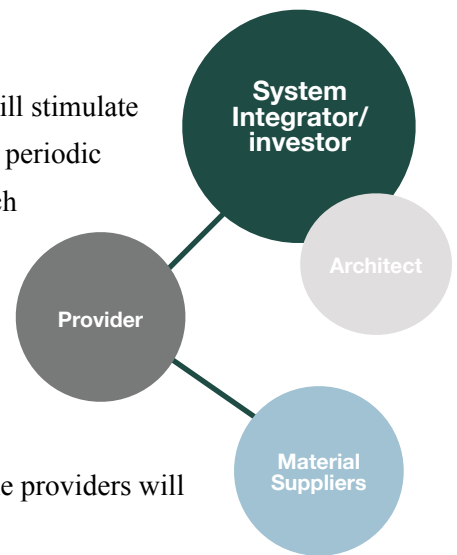 ill stimulate
periodic
ch
e providers will
System
Integrator/
investor
Architect
Provider
Material
Suppliers